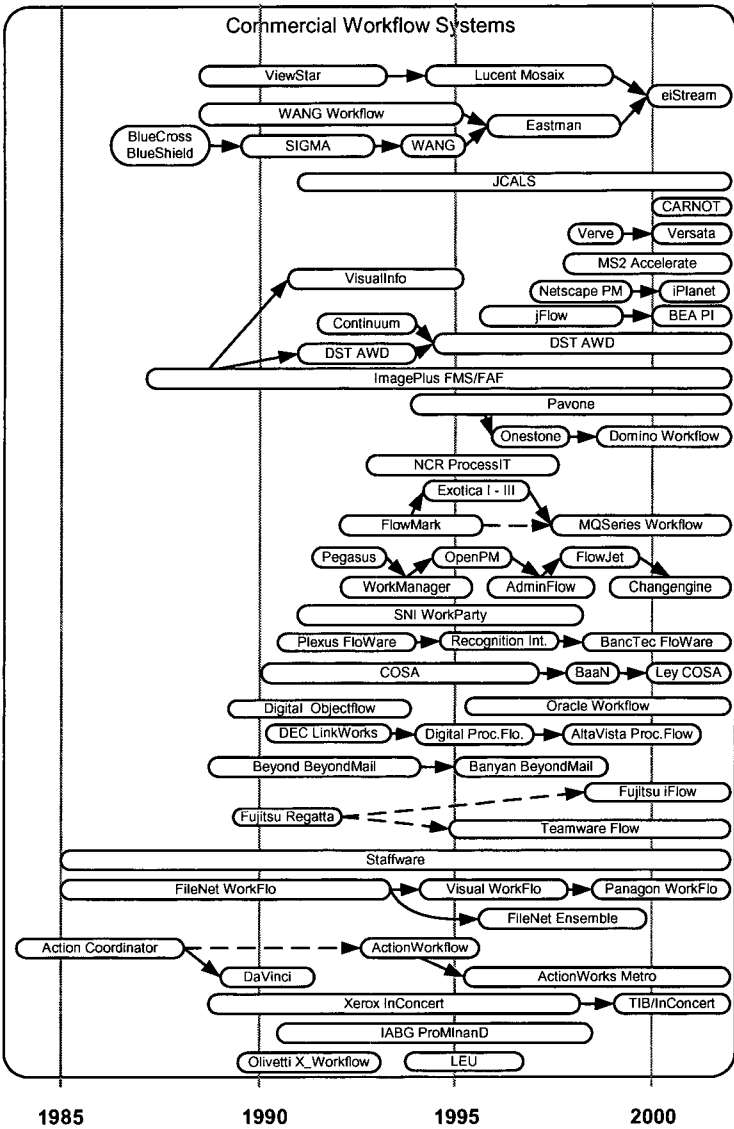 Commercial Workflow Systems
ViewStar
Lucent Mosaix
eiStream
WANG Workflow
Eastman
BlueCross
BlueShield
SIGMA
WANG
JCALS
CARNOT
Verve
Versata
MS2 Accelerate
VisualInfo
Netscape PM
iPlanet
jFlow
BEA PI
Continuum
DST AWD
DST AWD
ImagePlus FMS/FAF
Pavone
Onestone
Domino Workflow
NCR ProcessIT
Exotica I - III
FlowMark
MQSeries Workflow
Pegasus
OpenPM
FlowJet
WorkManager
AdminFlow
Changengine
SNI WorkParty
Plexus FloWare
Recognition Int.
BancTec FloWare
COSA
BaaN
Ley COSA
Digital Objectflow
Oracle Workflow
DEC LinkWorks
Digital Proc.Flo.
AltaVista Proc.Flow
Beyond BeyondMail
Banyan BeyondMail
Fujitsu iFlow
Fujitsu Regatta
Teamware Flow
Staffware
FileNet WorkFlo
Visual WorkFlo
Panagon WorkFlo
FileNet Ensemble
Action Coordinator
ActionWorkflow
DaVinci
ActionWorks Metro
Xerox InConcert
TIB/InConcert
IABG ProMInanD
Olivetti X_Workflow
LEU
1985 1990 1995 2000